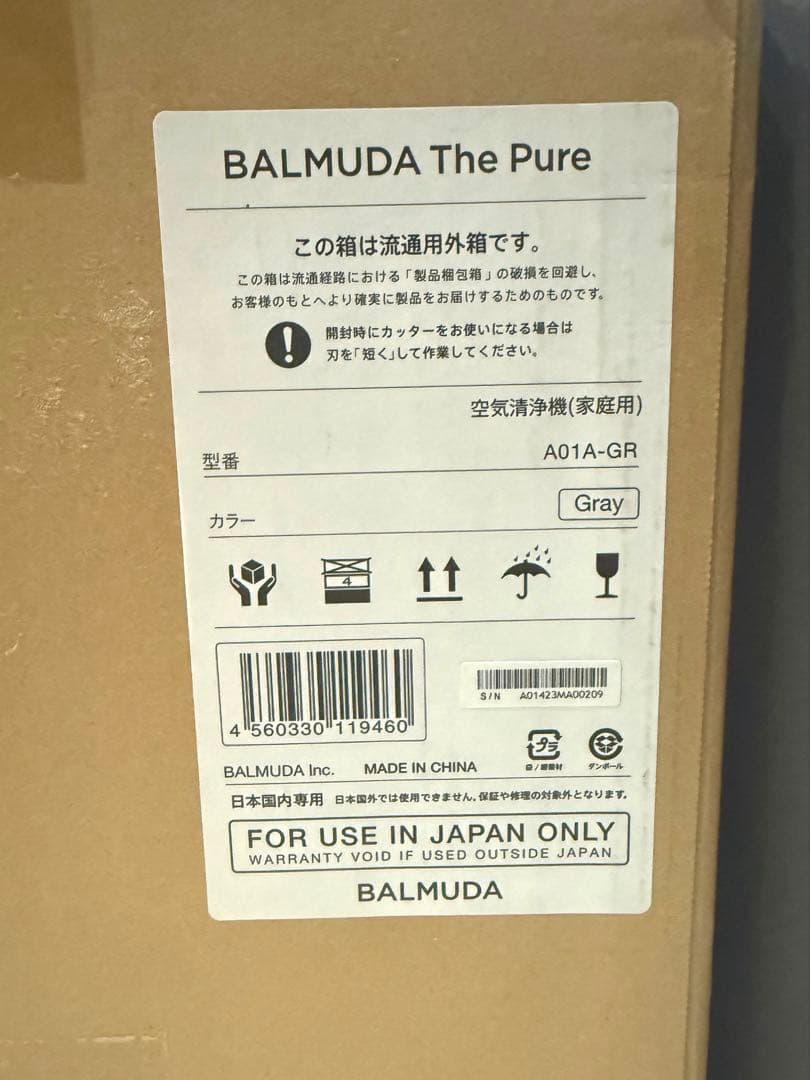 BALMUDA The Pure
この箱は流通用外箱です。
この箱は流通経路における「製品梱包箱」の破損を回避し、
お客様のもとへより確実に製品をお届けするためのものです。
開封時にカッターをお使いになる場合は
刃を「短く」して作業してください。
空気清浄機(家庭用)
型番 A01A-GR
カラー Gray
4
4 560330 119460
S/N A01423MA00209
プラ
袋/緩衝材 ダンボール
BALMUDA Inc. MADE IN CHINA
日本国内専用 日本国外では使用できません。保証や修理の対象外となります。
FOR USE IN JAPAN ONLY
WARRANTY VOID IF USED OUTSIDE JAPAN
BALMUDA